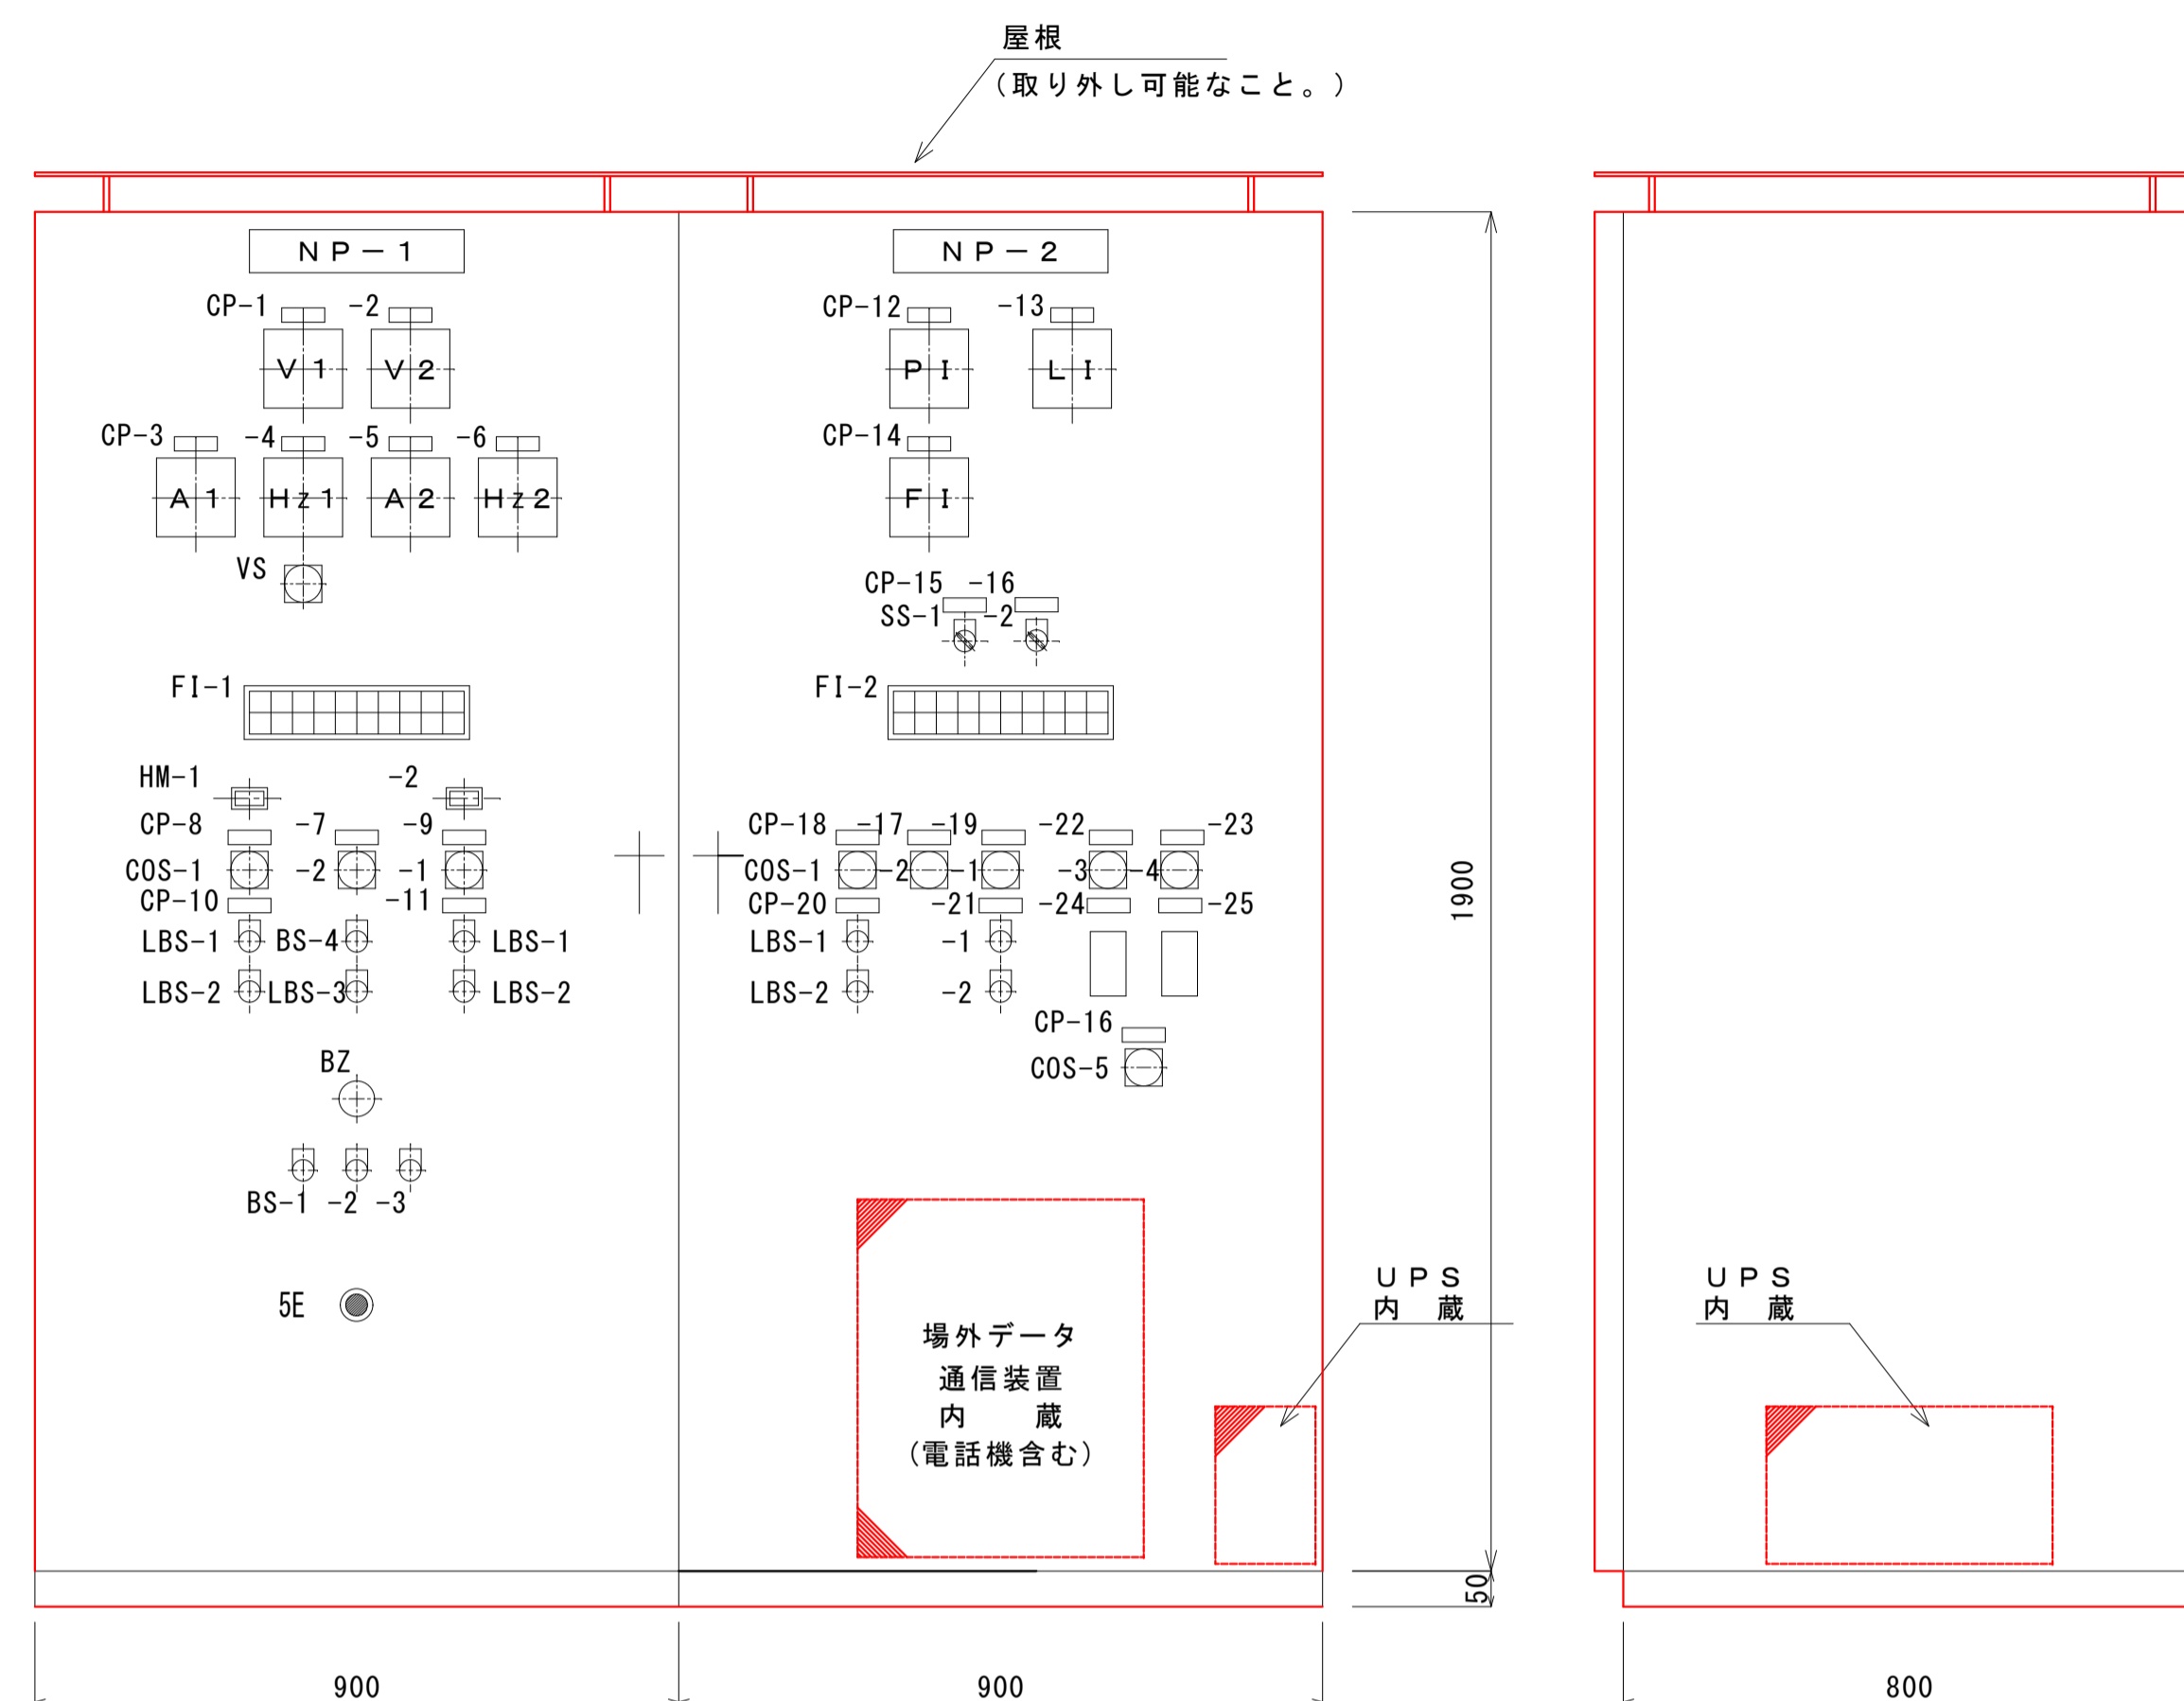 屋根
（取り外し可能なこと。）
ＮＰ－１
ＮＰ－２
CP-1 -2
CP-12 -13
Ｖ１ Ｖ２
ＰＩ ＬＩ
CP-3 -4 -5 -6
CP-14
Ａ１ Ｈz１ Ａ２ Ｈz２
ＦＩ
VS
CP-15 -16
SS-1 -2
FI-1
FI-2
HM-1 -2
CP-8 -7 -9
CP-18 -17 -19 -22 -23
COS-1 -2 -1
COS-1 -2 -1 -3 -4
CP-10 -11
CP-20 -21 -24 -25
LBS-1 BS-4 LBS-1
LBS-1 -1
LBS-2 LBS-3 LBS-2
LBS-2 -2
CP-16
COS-5
BZ
BS-1 -2 -3
5E
場外データ
通信装置
内　蔵
（電話機含む）
ＵＰＳ
内　蔵
ＵＰＳ
内　蔵
1900
50
900
900
800